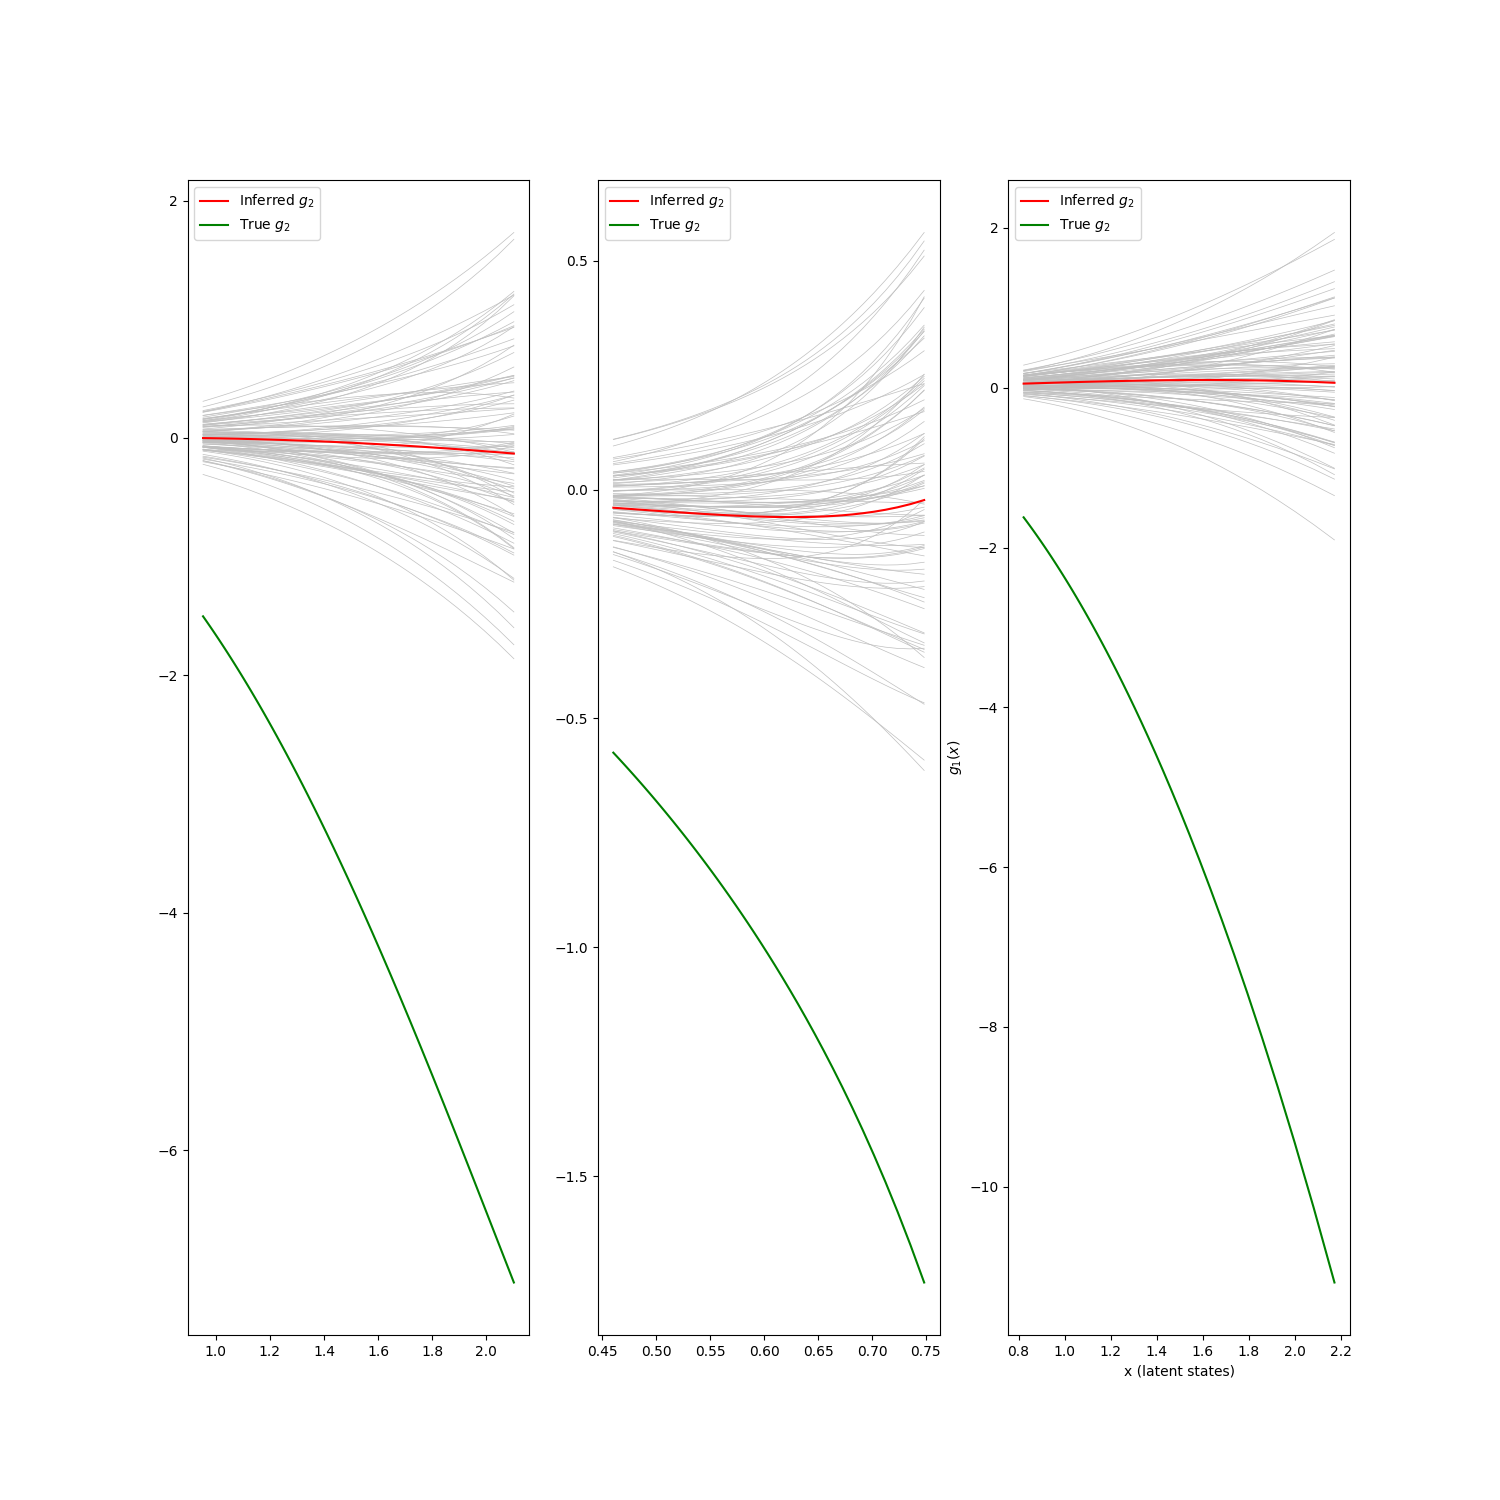 Inferred g₂
True g₂
2
0
−2
−4
−6
1.0 1.2 1.4 1.6 1.8 2.0
Inferred g₂
True g₂
0.5
0.0
−0.5
−1.0
−1.5
0.45 0.50 0.55 0.60 0.65 0.70 0.75
Inferred g₂
True g₂
2
0
−2
−4
−6
−8
−10
g₁(x)
0.8 1.0 1.2 1.4 1.6 1.8 2.0 2.2
x (latent states)